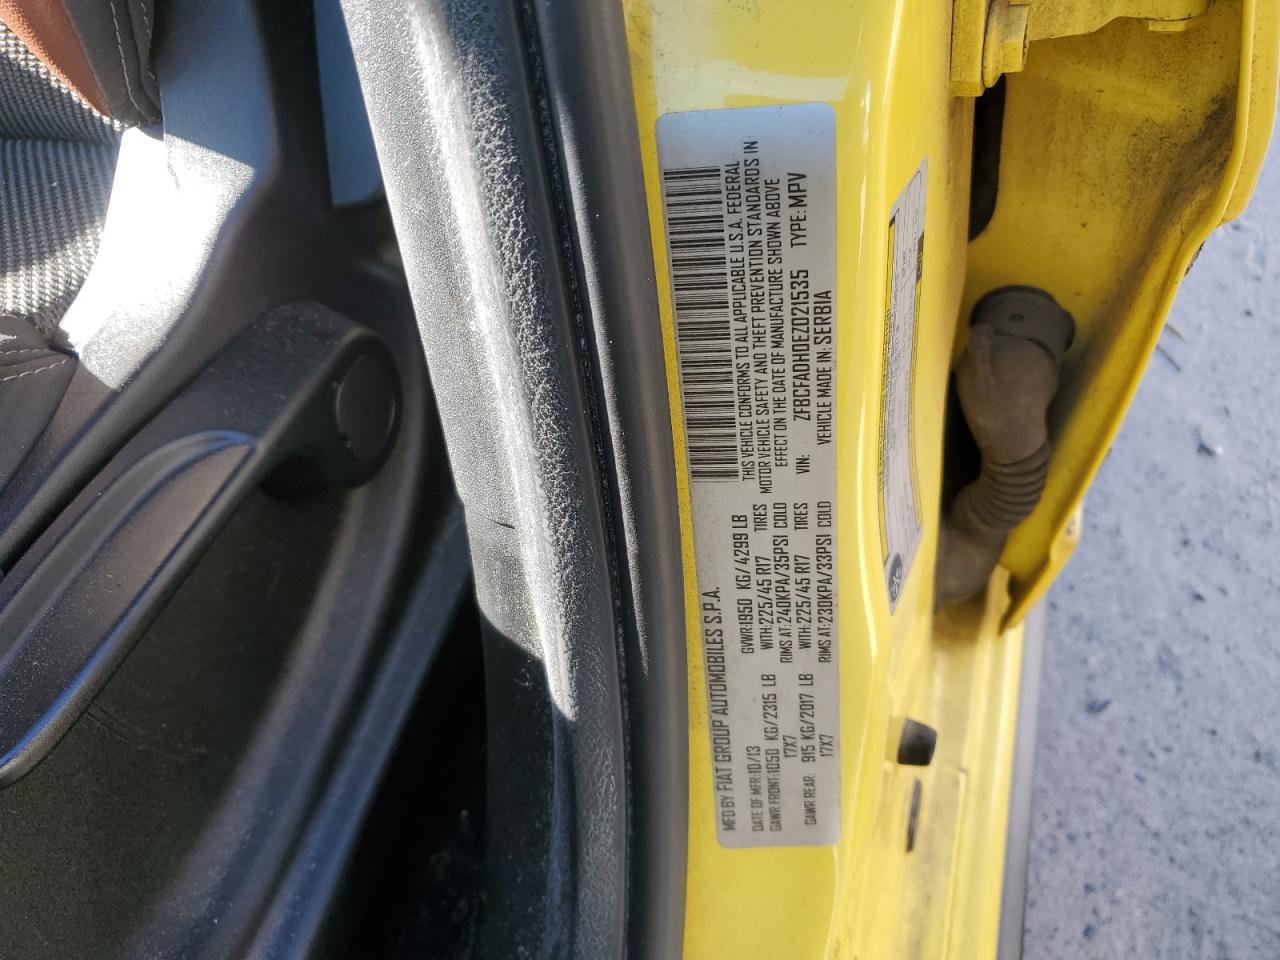 MFD BY FIAT GROUP AUTOMOBILES S.P.A.
DATE OF MFR:10/13 GVWR:1950 KG/4299 LB
GAWR FRONT:1050 KG/2315 LB WITH:225/45 R17 TIRES
17X7 RIMS AT:240KPA/35PSI COLD
GAWR REAR: 915 KG/2017 LB WITH:225/45 R17 TIRES
17X7 RIMS AT:230KPA/33PSI COLD
THIS VEHICLE CONFORMS TO ALL APPLICABLE U.S.A. FEDERAL
MOTOR VEHICLE SAFETY AND THEFT PREVENTION STANDARDS IN
EFFECT ON THE DATE OF MANUFACTURE SHOWN ABOVE
VIN: ZFBCFADH0EZ021535 TYPE:MPV
VEHICLE MADE IN: SERBIA